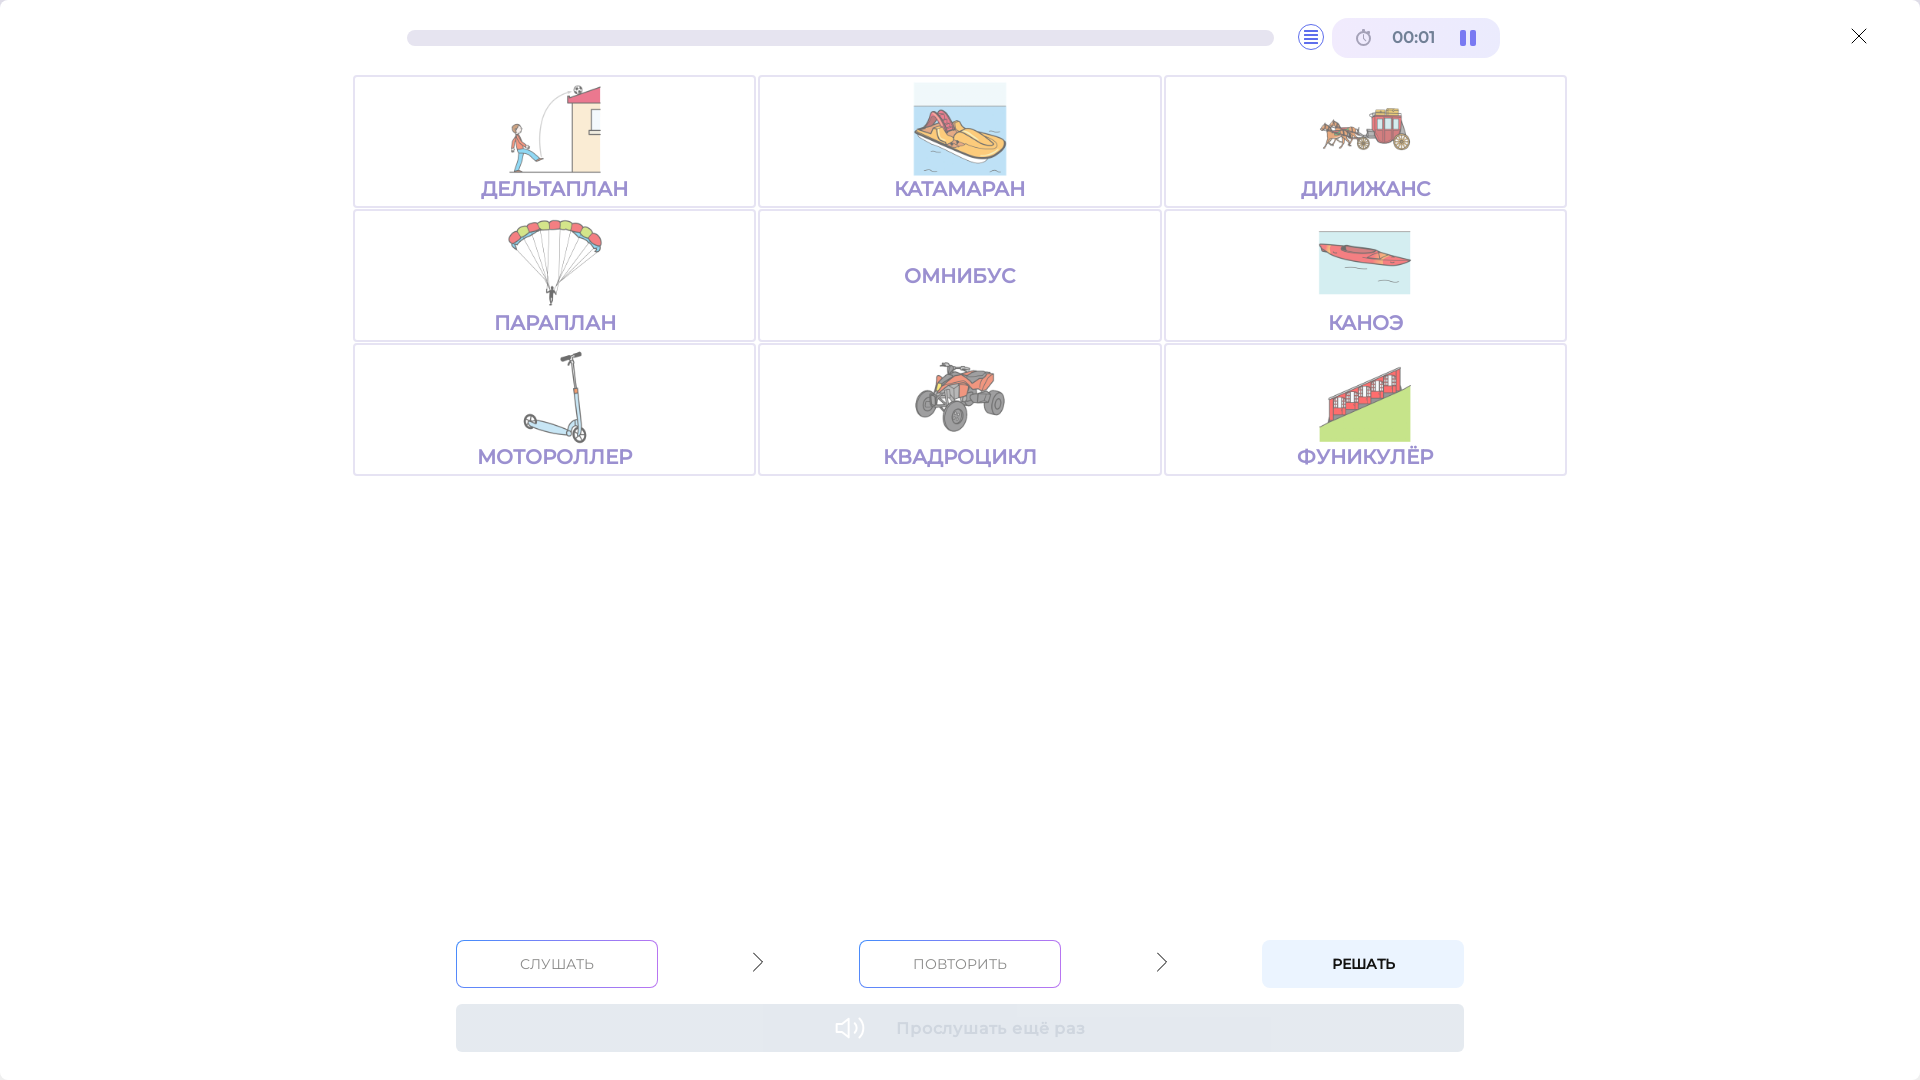 00:01
ДЕЛЬТАПЛАН
КАТАМАРАН
ДИЛИЖАНС
ПАРАПЛАН
ОМНИБУС
КАНОЭ
МОТОРОЛЛЕР
КВАДРОЦИКЛ
ФУНИКУЛЁР
СЛУШАТЬ
ПОВТОРИТЬ
РЕШАТЬ
Прослушать ещё раз